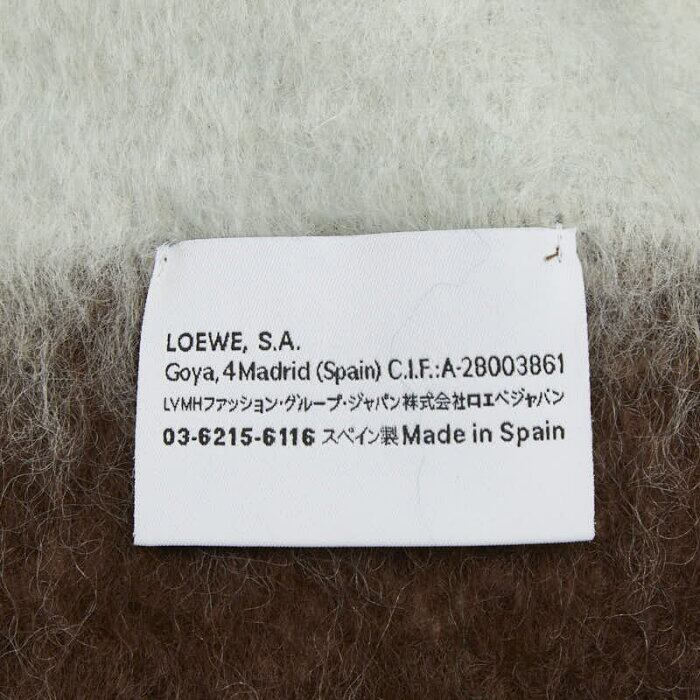 LOEWE, S.A.
Goya, 4 Madrid (Spain) C.I.F.:A-28003861
LVMHファッション・グループ・ジャパン株式会社ロエベジャパン
03-6215-6116 スペイン製 Made in Spain